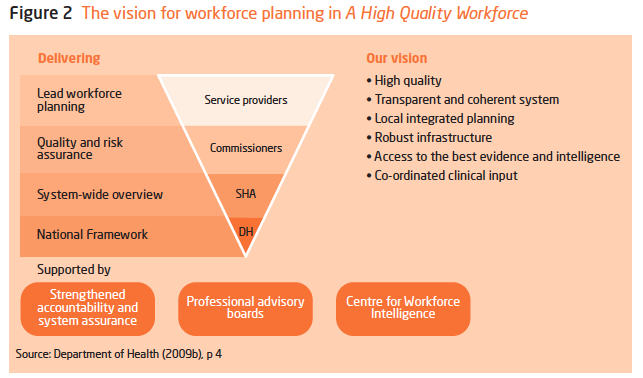 Figure 2 The vision for workforce planning in A High Quality Workforce
Delivering
Lead workforce
planning
Service providers
Quality and risk
assurance
Commissioners
System-wide overview
SHA
National Framework
DH
Supported by
Strengthened
accountability and
system assurance
Professional advisory
boards
Centre for Workforce
Intelligence
Our vision
• High quality
• Transparent and coherent system
• Local integrated planning
• Robust infrastructure
• Access to the best evidence and intelligence
• Co-ordinated clinical input
Source: Department of Health (2009b), p 4